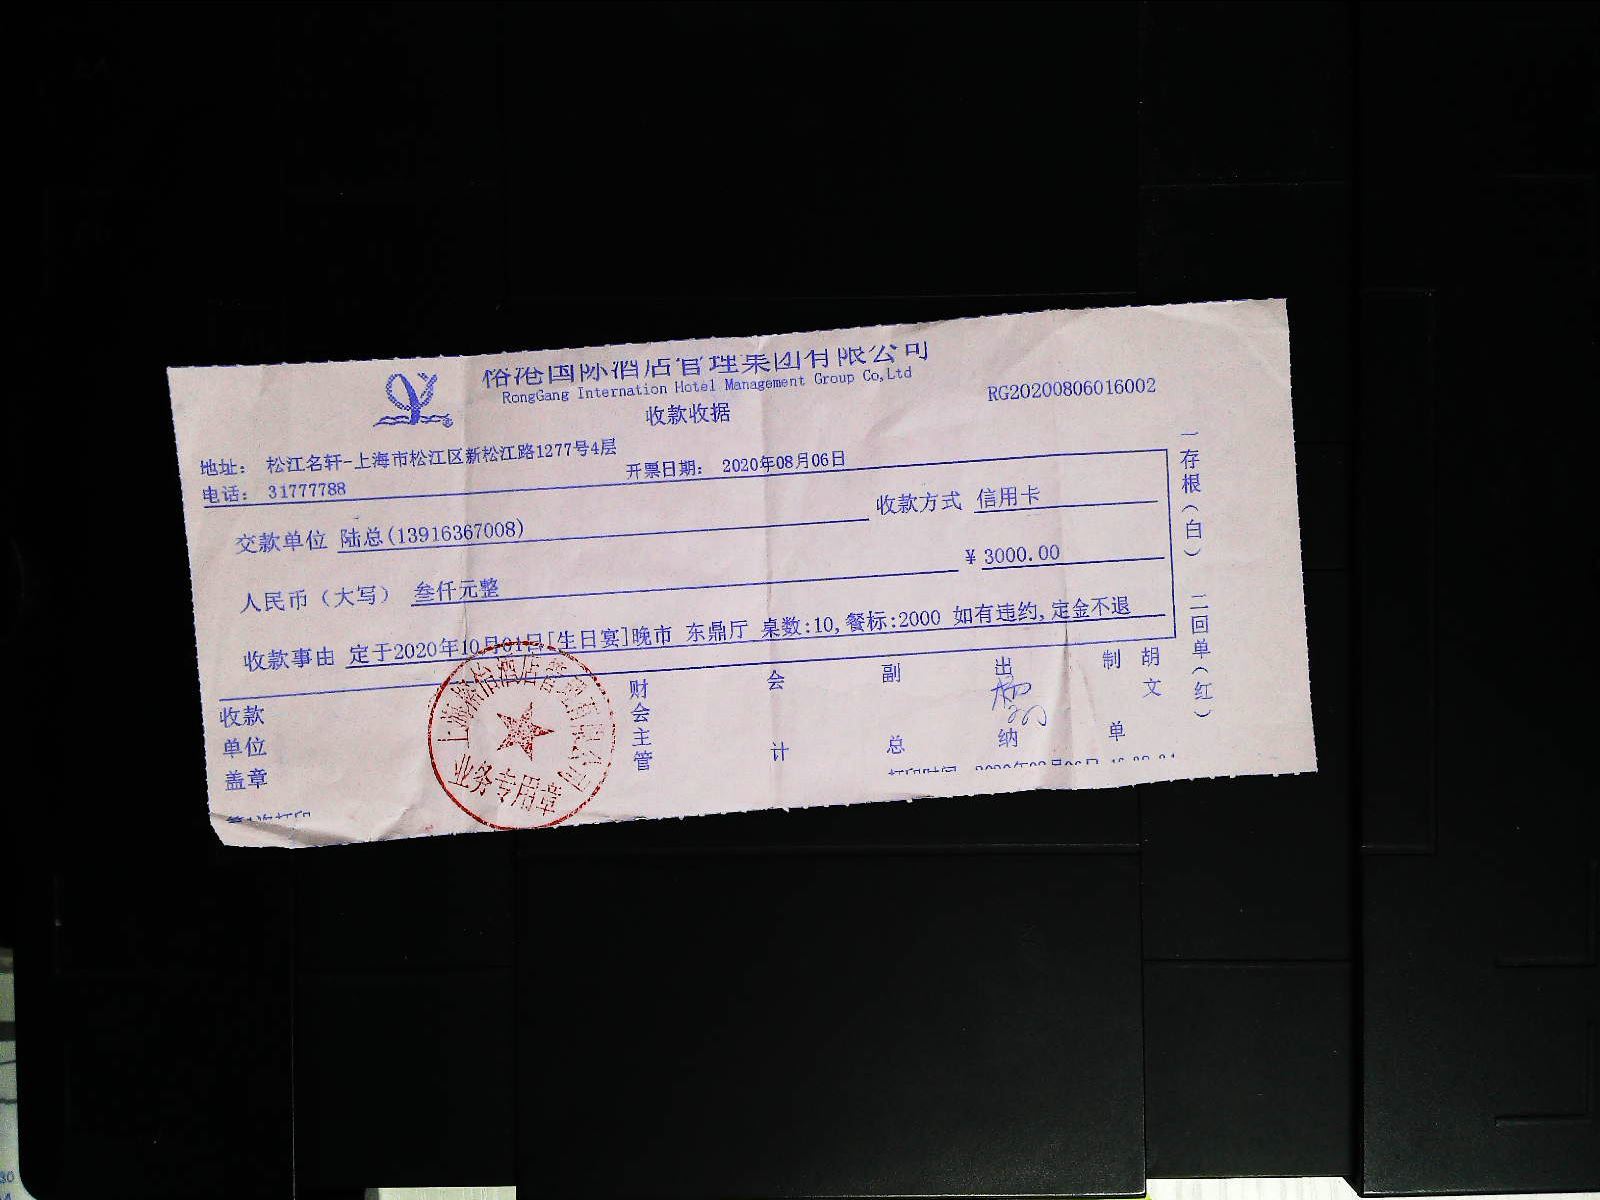 国际酒店管理集团有限公司
RongGang Internation Hotel Management Group Co,Ltd
RG20200806016002
收款收据
地址： 松江名轩-上海市松江区新松江路1277号4层
电话： 31777788
开票日期： 2020年08月06日
交款单位 陆总(13916367008)
收款方式 信用卡
人民币（大写） 叁仟元整
¥ 3000.00
收款事由 定于2020年10月01日[生日宴]晚市 东鼎厅 桌数:10,餐标:2000 如有违约,定金不退
收款单位盖章
财会主管
会计
副总
出纳
制单
胡文
一存根（白） 二回单（红）
业务专用章